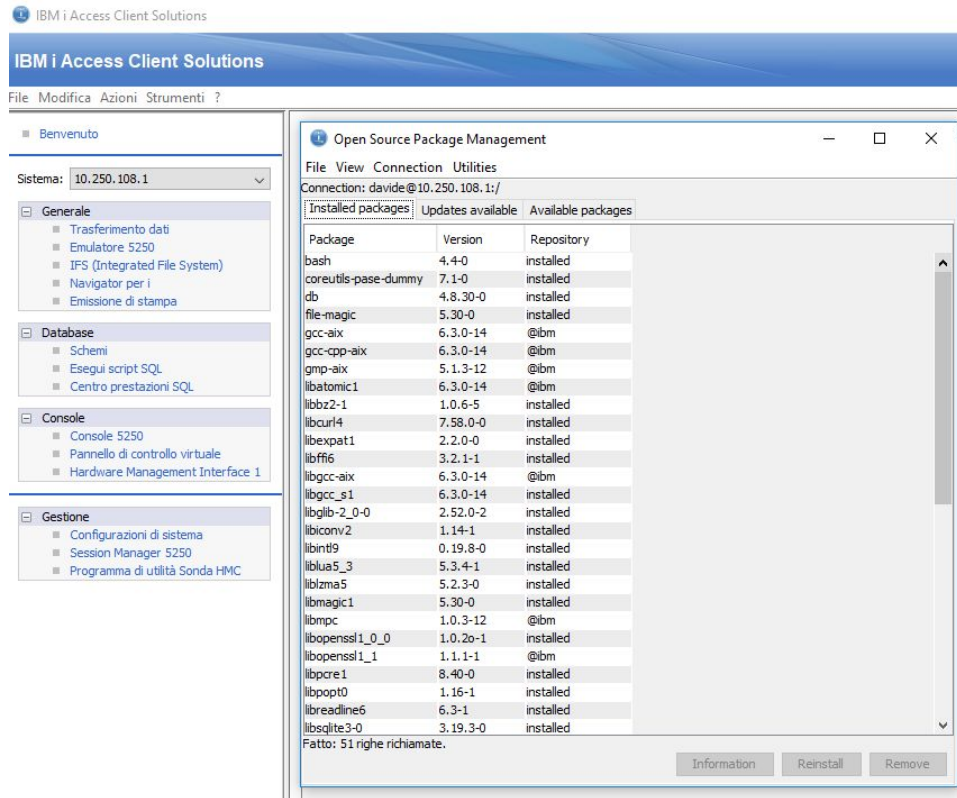 IBM i Access Client Solutions
IBM i Access Client Solutions
File Modifica Azioni Strumenti ?
Benvenuto
Sistema: 10.250.108.1
Generale
Trasferimento dati
Emulatore 5250
IFS (Integrated File System)
Navigator per i
Emissione di stampa
Database
Schemi
Esegui script SQL
Centro prestazioni SQL
Console
Console 5250
Pannello di controllo virtuale
Hardware Management Interface 1
Gestione
Configurazioni di sistema
Session Manager 5250
Programma di utilità Sonda HMC
Open Source Package Management
File View Connection Utilities
Connection: davide@10.250.108.1:/
Installed packages Updates available Available packages
Package Version Repository
bash 4.4-0 installed
coreutils-pase-dummy 7.1-0 installed
db 4.8.30-0 installed
file-magic 5.30-0 installed
gcc-aix 6.3.0-14 @ibm
gcc-cpp-aix 6.3.0-14 @ibm
gmp-aix 5.1.3-12 @ibm
libatomic1 6.3.0-14 @ibm
libbz2-1 1.0.6-5 installed
libcurl4 7.58.0-0 installed
libexpat1 2.2.0-0 installed
libffi6 3.2.1-1 installed
libgcc-aix 6.3.0-14 @ibm
libgcc_s1 6.3.0-14 installed
libglib-2_0-0 2.52.0-2 installed
libiconv2 1.14-1 installed
libintl9 0.19.8-0 installed
liblua5_3 5.3.4-1 installed
liblzma5 5.2.3-0 installed
libmagic1 5.30-0 installed
libmpc 1.0.3-12 @ibm
libopenssl1_0_0 1.0.2o-1 installed
libopenssl1_1 1.1.1-1 @ibm
libpcre1 8.40-0 installed
libpopt0 1.16-1 installed
libreadline6 6.3-1 installed
libsqlite3-0 3.19.3-0 installed
Fatto: 51 righe richiamate.
Information Reinstall Remove